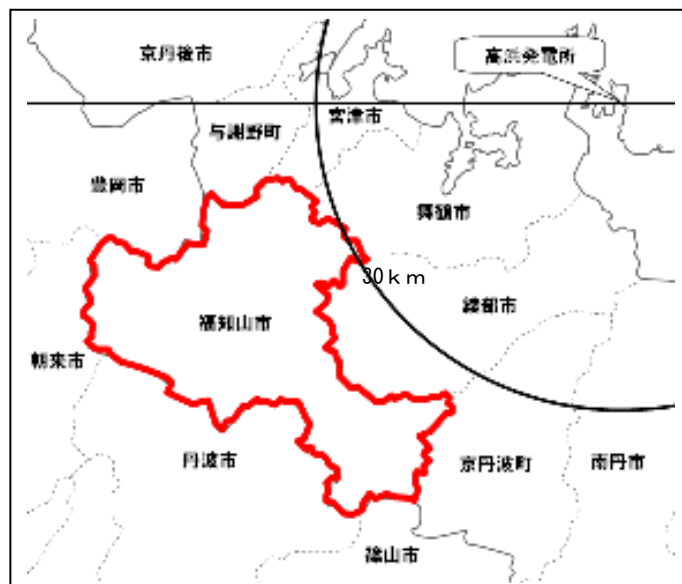 京丹後市
高浜発電所
宮津市
与謝野町
豊岡市
舞鶴市
30km
綾部市
福知山市
朝来市
丹波市
京丹波町
南丹市
篠山市